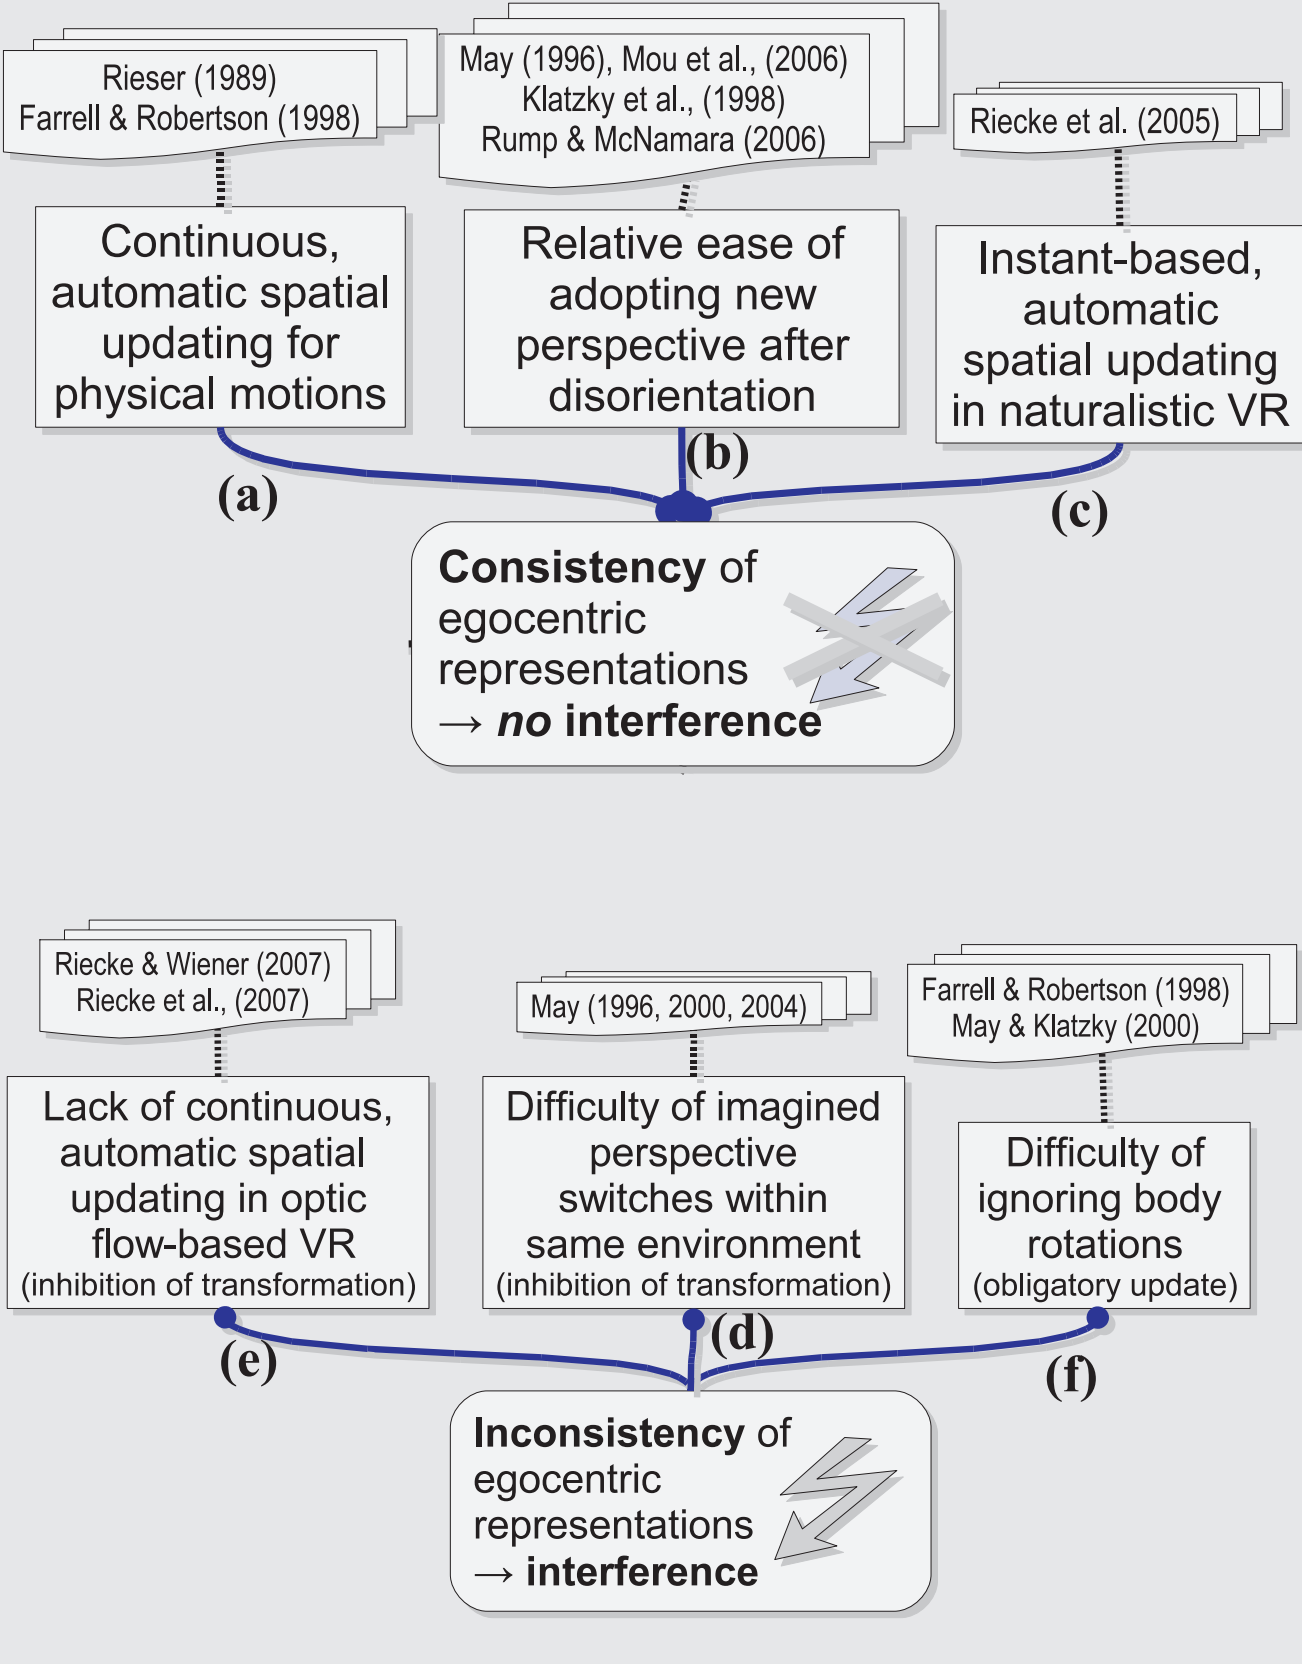 Rieser (1989)
Farrell & Robertson (1998)
May (1996), Mou et al., (2006)
Klatzky et al., (1998)
Rump & McNamara (2006)
Riecke et al. (2005)
Continuous,
automatic spatial
updating for
physical motions
Relative ease of
adopting new
perspective after
disorientation
Instant-based,
automatic
spatial updating
in naturalistic VR
(a)
(b)
(c)
Consistency of
egocentric
representations
→ no interference
Riecke & Wiener (2007)
Riecke et al., (2007)
May (1996, 2000, 2004)
Farrell & Robertson (1998)
May & Klatzky (2000)
Lack of continuous,
automatic spatial
updating in optic
flow-based VR
(inhibition of transformation)
Difficulty of imagined
perspective
switches within
same environment
(inhibition of transformation)
Difficulty of
ignoring body
rotations
(obligatory update)
(e)
(d)
(f)
Inconsistency of
egocentric
representations
→ interference